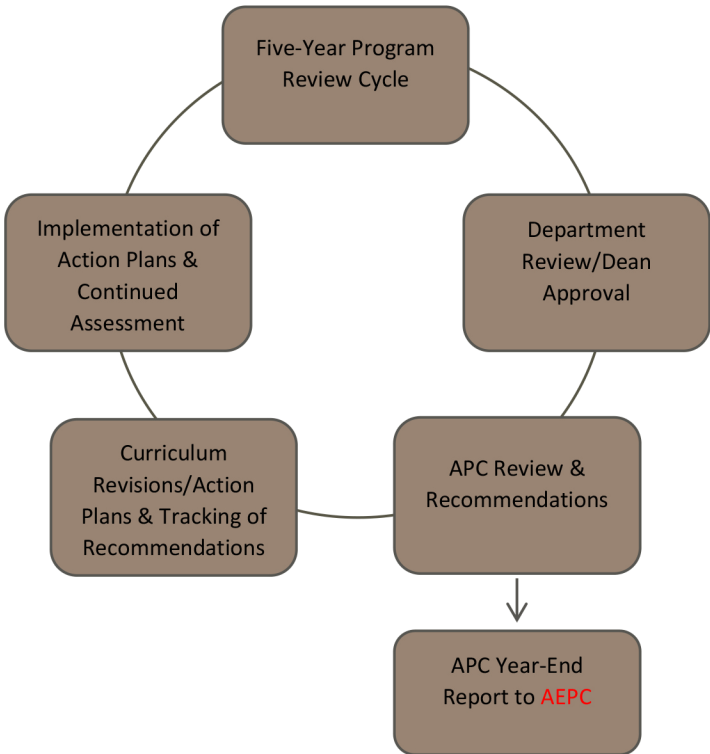 Five-Year Program
Review Cycle
Department
Review/Dean
Approval
APC Review &
Recommendations
APC Year-End
Report to AEPC
Curriculum
Revisions/Action
Plans & Tracking of
Recommendations
Implementation of
Action Plans &
Continued
Assessment